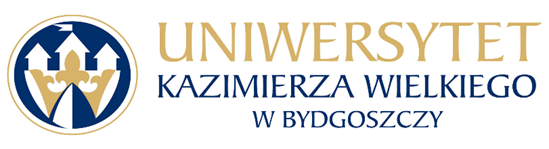 UNIWERSYTET
KAZIMIERZA WIELKIEGO
W BYDGOSZCZY